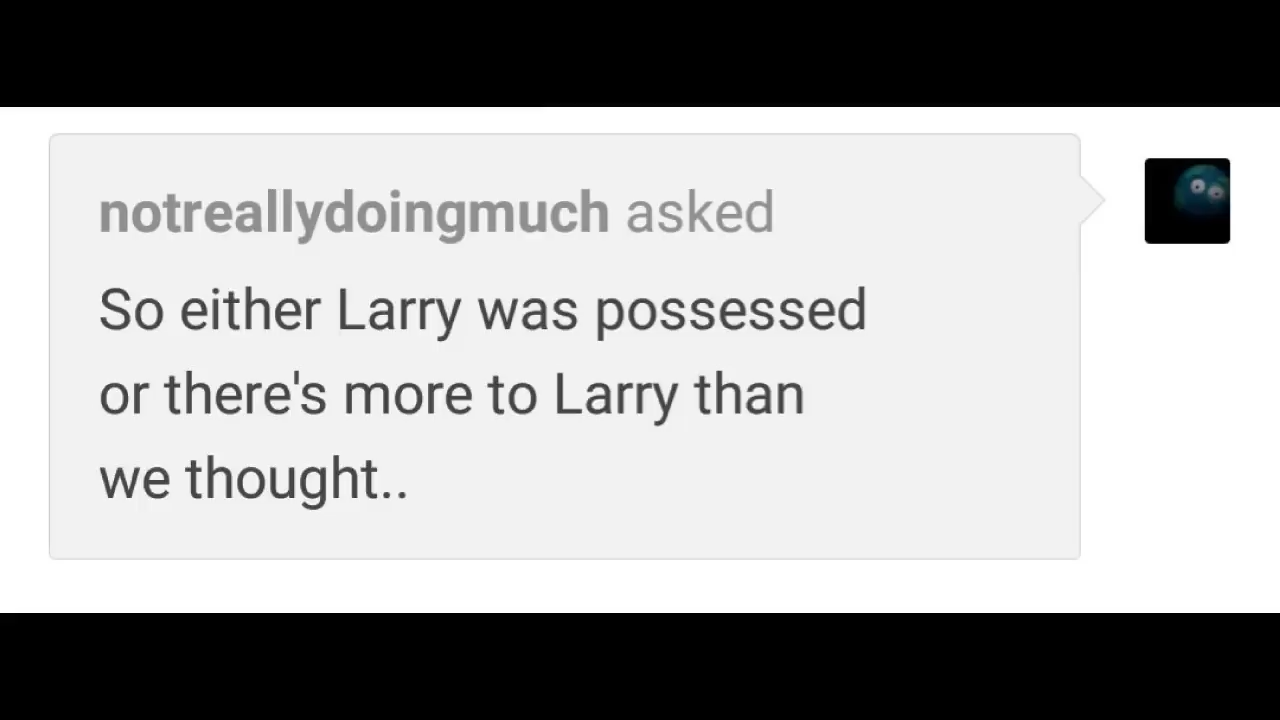 notreallydoingmuch asked
So either Larry was possessed
or there's more to Larry than
we thought..